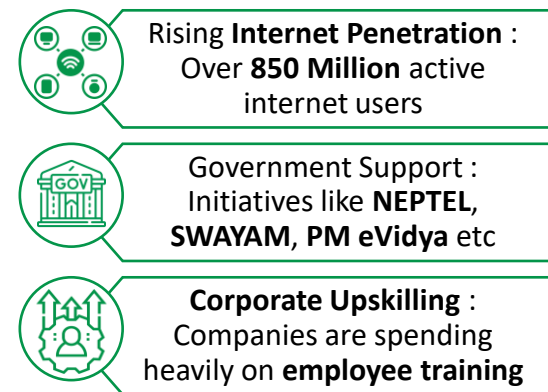 Rising Internet Penetration :
Over 850 Million active
internet users
GOV
Government Support :
Initiatives like NEPTEL,
SWAYAM, PM eVidya etc
Corporate Upskilling :
Companies are spending
heavily on employee training